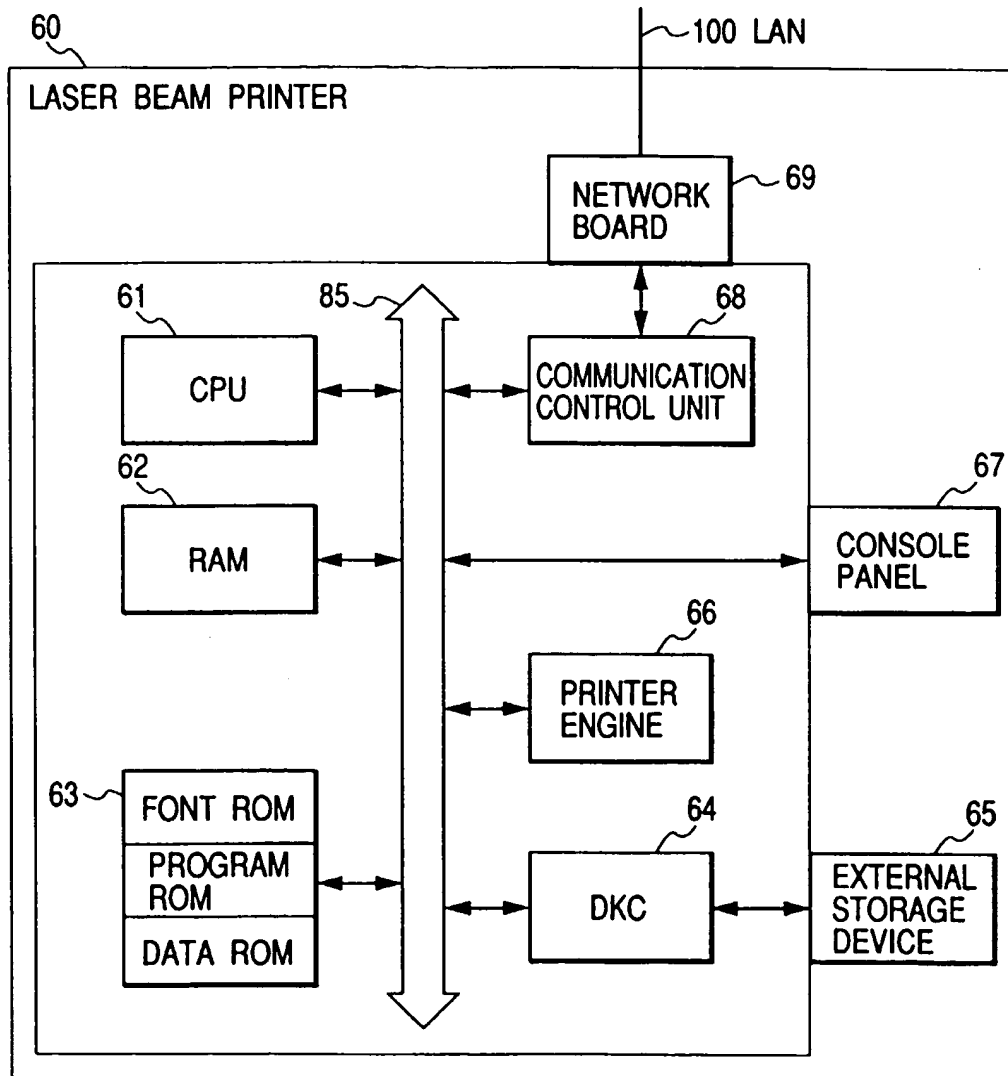 100 LAN
60
LASER BEAM PRINTER
NETWORK
BOARD
69
61
85
68
CPU
COMMUNICATION
CONTROL UNIT
62
67
RAM
CONSOLE
PANEL
66
PRINTER
ENGINE
63
FONT ROM
PROGRAM
ROM
DATA ROM
64
65
DKC
EXTERNAL
STORAGE
DEVICE